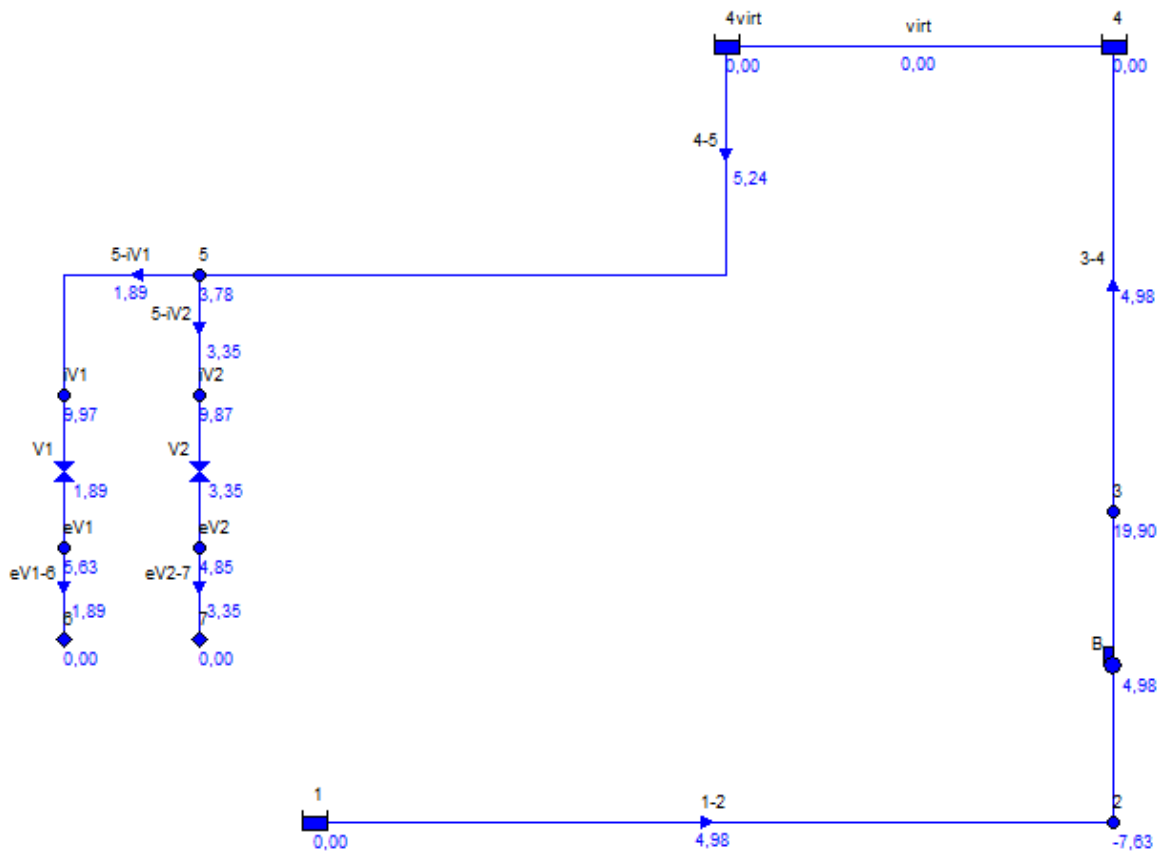 4virt
virt
4
0,00
0,00
0,00
4-5
5,24
5-iV1
5
3-4
1,89
3,78
4,98
5-iV2
3,35
iV1
iV2
9,97
9,87
V1
V2
1,89
3,35
3
eV1
eV2
19,90
5,63
4,85
eV1-6
eV2-7
1,89
3,35
6
7
0,00
0,00
B
4,98
1
1-2
2
0,00
4,98
-7,63